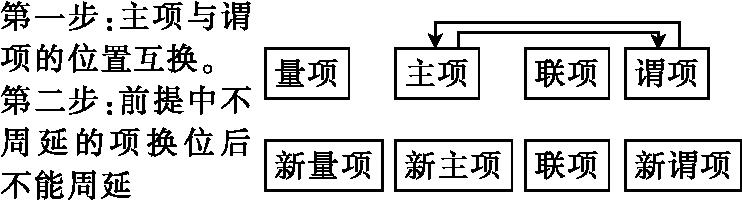 第一步:主项与谓
项的位置互换。
第二步:前提中不
周延的项换位后
不能周延
量项 主项 联项 谓项
新量项 新主项 联项 新谓项